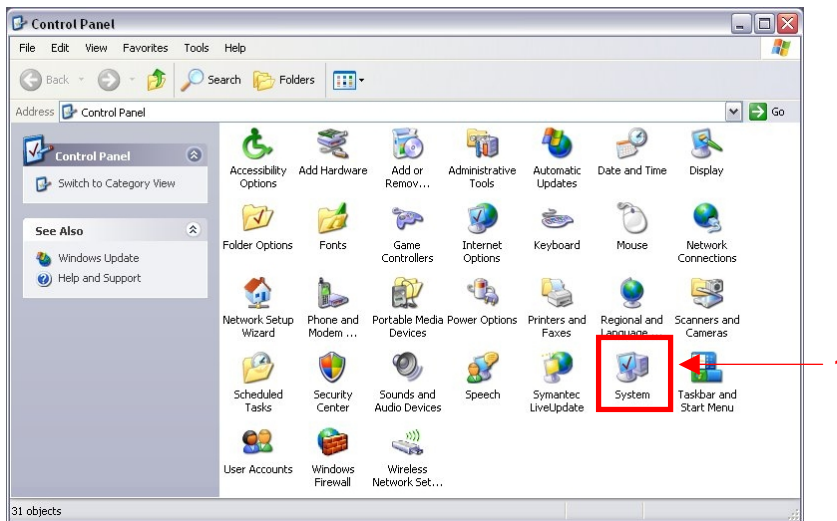 Control Panel
File Edit View Favorites Tools Help
Back Search Folders
Address Control Panel Go
Control Panel
Switch to Category View
See Also
Windows Update
Help and Support
Accessibility Options
Add Hardware
Add or Remov...
Administrative Tools
Automatic Updates
Date and Time
Display
Folder Options
Fonts
Game Controllers
Internet Options
Keyboard
Mouse
Network Connections
Network Setup Wizard
Phone and Modem ...
Portable Media Devices
Power Options
Printers and Faxes
Regional and Language ...
Scanners and Cameras
Scheduled Tasks
Security Center
Sounds and Audio Devices
Speech
Symantec LiveUpdate
System
Taskbar and Start Menu
User Accounts
Windows Firewall
Wireless Network Set...
31 objects